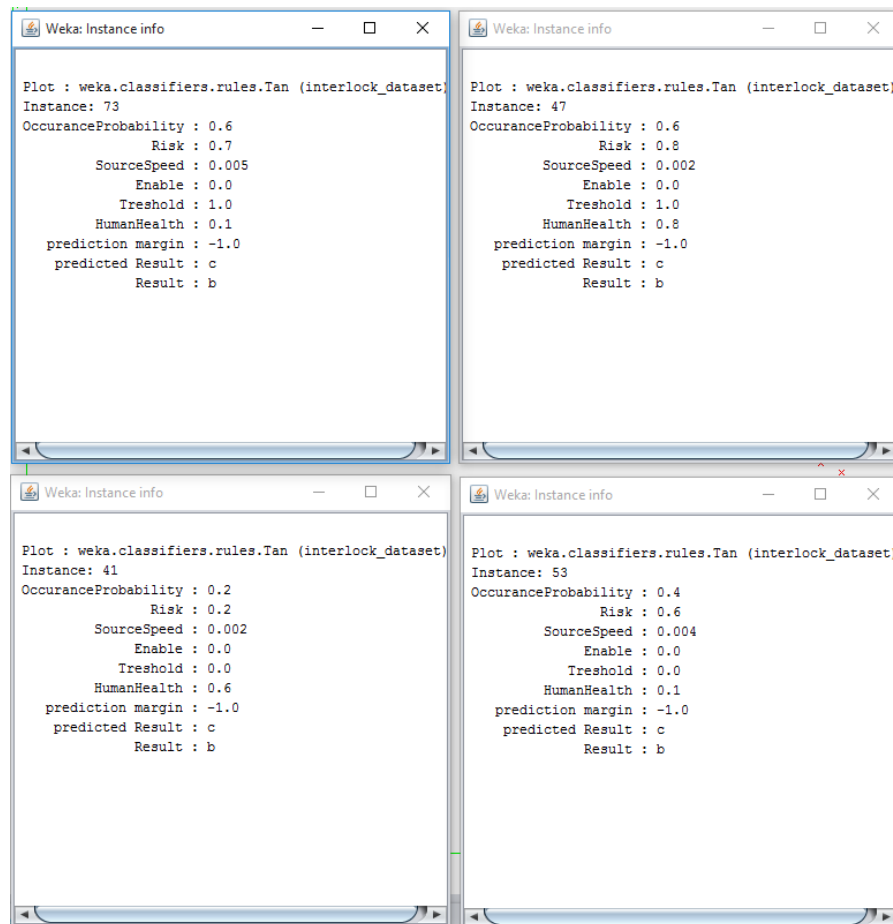 Weka: Instance info
Plot : weka.classifiers.rules.Tan (interlock_dataset)
Instance: 73
OccuranceProbability : 0.6
Risk : 0.7
SourceSpeed : 0.005
Enable : 0.0
Treshold : 1.0
HumanHealth : 0.1
prediction margin : -1.0
predicted Result : c
Result : b
Weka: Instance info
Plot : weka.classifiers.rules.Tan (interlock_dataset)
Instance: 47
OccuranceProbability : 0.6
Risk : 0.8
SourceSpeed : 0.002
Enable : 0.0
Treshold : 1.0
HumanHealth : 0.8
prediction margin : -1.0
predicted Result : c
Result : b
Weka: Instance info
Plot : weka.classifiers.rules.Tan (interlock_dataset)
Instance: 41
OccuranceProbability : 0.2
Risk : 0.2
SourceSpeed : 0.002
Enable : 0.0
Treshold : 0.0
HumanHealth : 0.6
prediction margin : -1.0
predicted Result : c
Result : b
Weka: Instance info
Plot : weka.classifiers.rules.Tan (interlock_dataset)
Instance: 53
OccuranceProbability : 0.4
Risk : 0.6
SourceSpeed : 0.004
Enable : 0.0
Treshold : 0.0
HumanHealth : 0.1
prediction margin : -1.0
predicted Result : c
Result : b